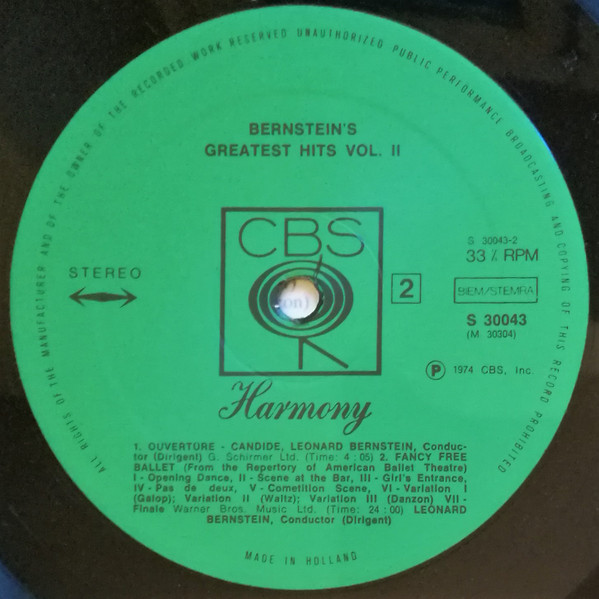 ALL RIGHTS OF THE MANUFACTURER AND OF THE OWNER OF THE RECORDED WORK RESERVED UNAUTHORIZED PUBLIC PERFORMANCE BROADCASTING AND COPYING OF THIS RECORD PROHIBITED
BERNSTEIN'S
GREATEST HITS VOL. II
CBS
STEREO
2
S 30043-2
33⅓ RPM
BIEM/STEMRA
S 30043
(M 30304)
Ⓟ 1974 CBS, Inc.
Harmony
1. OUVERTURE - CANDIDE, LEONARD BERNSTEIN, Conduc-
tor (Dirigent) G. Schirmer Ltd. (Time: 4 : 05) 2. FANCY FREE
BALLET (From the Repertory of American Ballet Theatre)
I - Opening Dance, II - Scene at the Bar, III - Girl's Entrance,
IV - Pas de deux, V - Cometition Scene, VI - Variation I
(Galop); Variation II (Waltz); Variation III (Danzon) VII -
Finale Warner Bros. Music Ltd. (Time: 24 : 00) LEONARD
BERNSTEIN, Conductor (Dirigent)
MADE IN HOLLAND